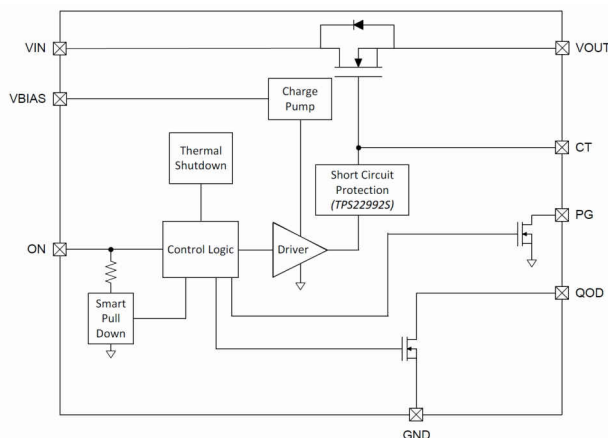 VIN
VOUT
VBIAS
Charge
Pump
Thermal
Shutdown
CT
Short Circuit
Protection
(TPS22992S)
PG
ON
Control Logic
Driver
QOD
Smart
Pull
Down
GND